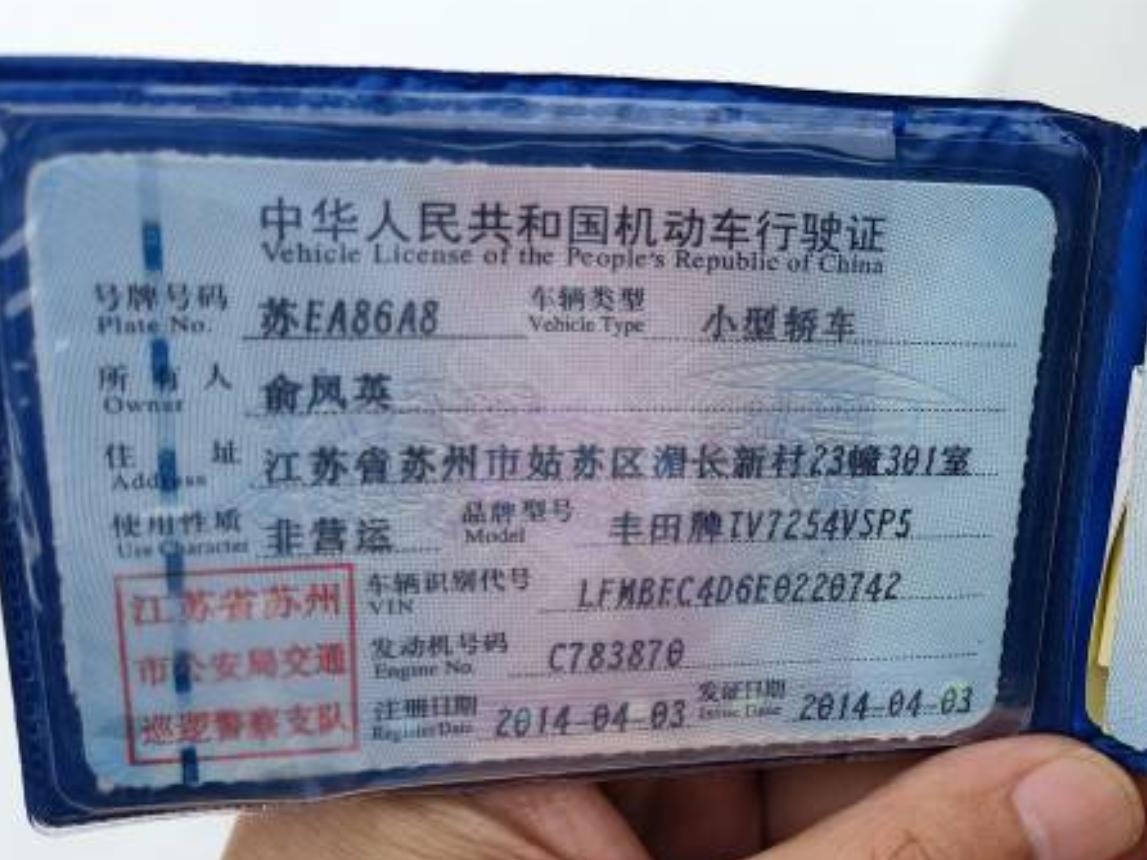 中华人民共和国机动车行驶证
Vehicle License of the People's Republic of China
号牌号码 苏EA86A8 车辆类型 小型轿车
Plate No. Vehicle Type
所有人 俞凤英
Owner
住址 江苏省苏州市姑苏区湄长新村23幢301室
Address
使用性质 非营运 品牌型号 丰田牌IV7254VSP5
Use Character Model
江苏省苏州 车辆识别代号 LFMBEC4D6E0220742
VIN
市公安局交通 发动机号码 C783870
Engine No.
巡逻警察支队 注册日期 2014-04-03 发证日期 2014-04-03
Register Date Issue Date